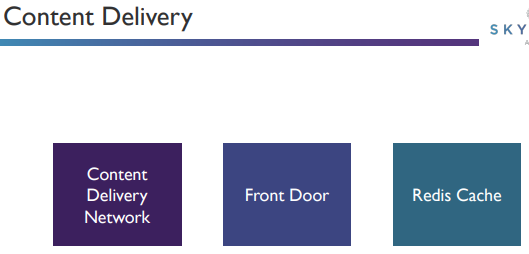 Content Delivery
SKY
Content
Delivery
Network
Front Door
Redis Cache